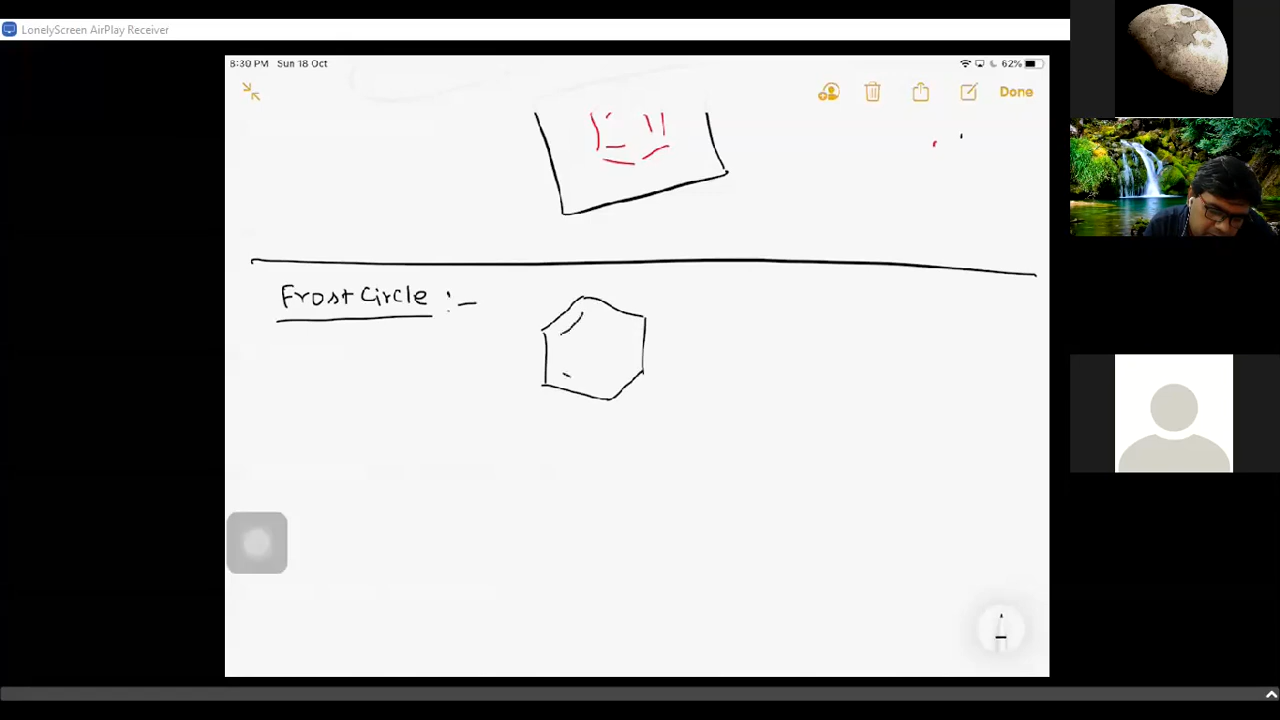 LonelyScreen AirPlay Receiver
8:30 PM Sun 18 Oct
62%
Done
Frost Circle :-